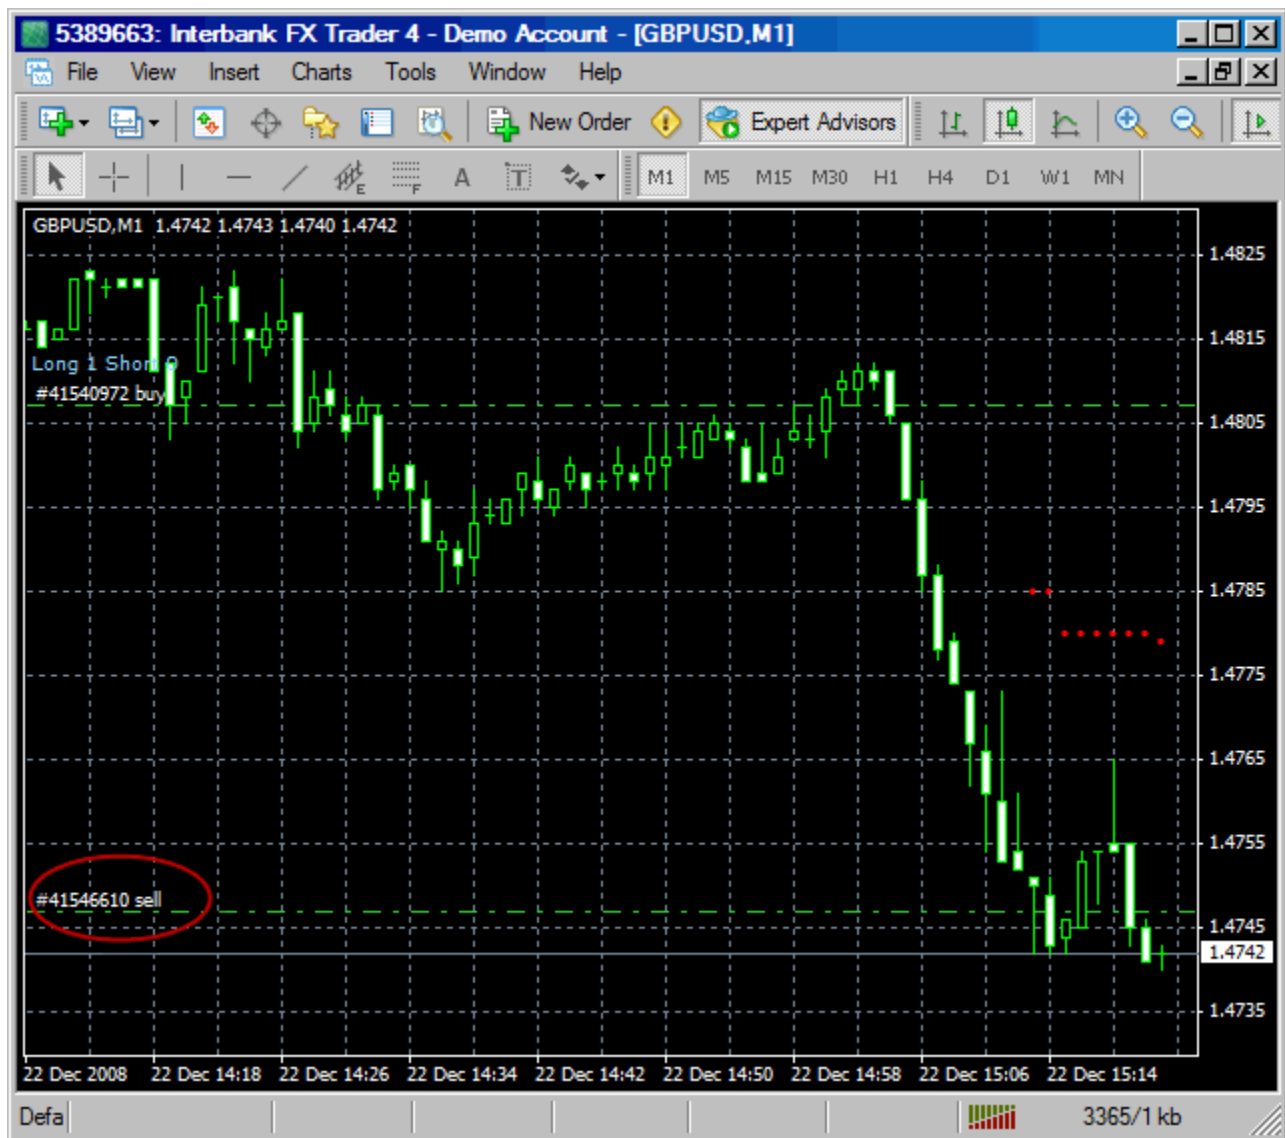 5389663: Interbank FX Trader 4 - Demo Account - [GBPUSD,M1]
File View Insert Charts Tools Window Help
New Order Expert Advisors
E F A T M1 M5 M15 M30 H1 H4 D1 W1 MN
GBPUSD,M1 1.4742 1.4743 1.4740 1.4742
1.4825
1.4815
Long 1 Short 0
#41540972 buy
1.4805
1.4795
1.4785
1.4775
1.4765
1.4755
#41546610 sell
1.4745
1.4742
1.4735
22 Dec 2008 22 Dec 14:18 22 Dec 14:26 22 Dec 14:34 22 Dec 14:42 22 Dec 14:50 22 Dec 14:58 22 Dec 15:06 22 Dec 15:14
Defa 3365/1 kb